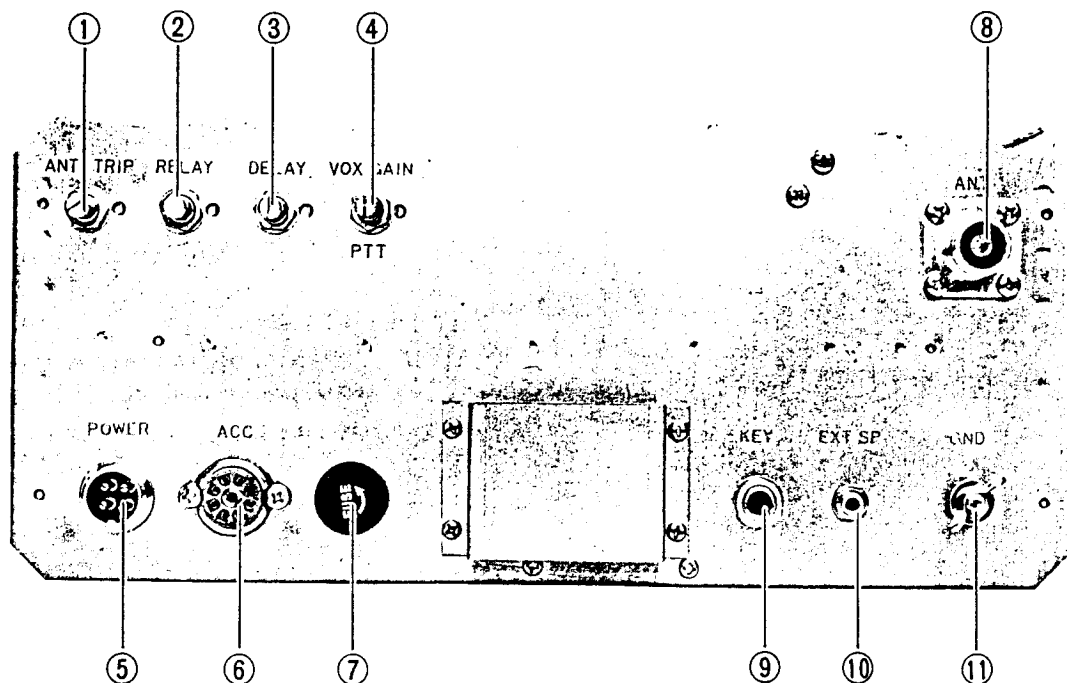 ① ② ③ ④ ⑧
ANTI TRIP RELAY DELAY VOX GAIN
PTT
ANT
POWER ACC FUSE KEY EXT SP GND
⑤ ⑥ ⑦ ⑨ ⑩ ⑪